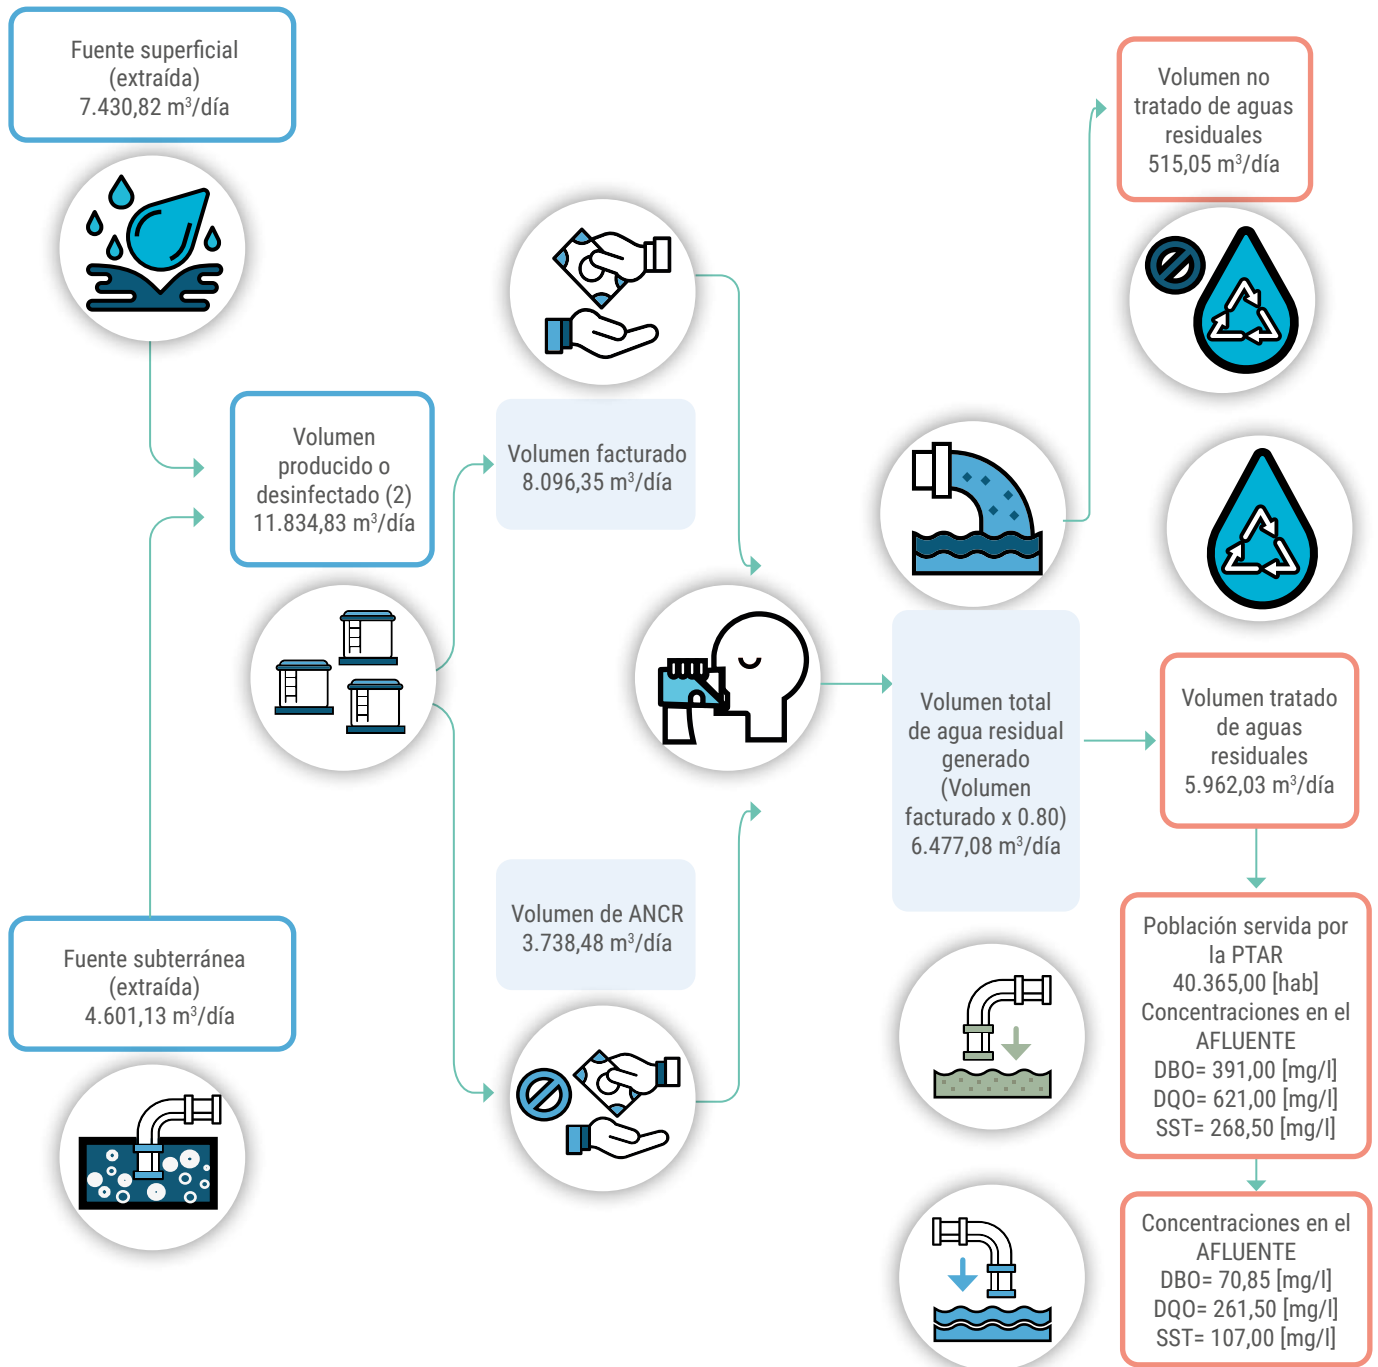 Fuente superficial
(extraída)
7.430,82 m³/día
Volumen no
tratado de aguas
residuales
515,05 m³/día
Volumen
producido o
desinfectado (2)
11.834,83 m³/día
Volumen facturado
8.096,35 m³/día
Volumen total
de agua residual
generado
(Volumen
facturado x 0.80)
6.477,08 m³/día
Volumen tratado
de aguas
residuales
5.962,03 m³/día
Volumen de ANCR
3.738,48 m³/día
Fuente subterránea
(extraída)
4.601,13 m³/día
Población servida por
la PTAR
40.365,00 [hab]
Concentraciones en el
AFLUENTE
DBO= 391,00 [mg/l]
DQO= 621,00 [mg/l]
SST= 268,50 [mg/l]
Concentraciones en el
AFLUENTE
DBO= 70,85 [mg/l]
DQO= 261,50 [mg/l]
SST= 107,00 [mg/l]